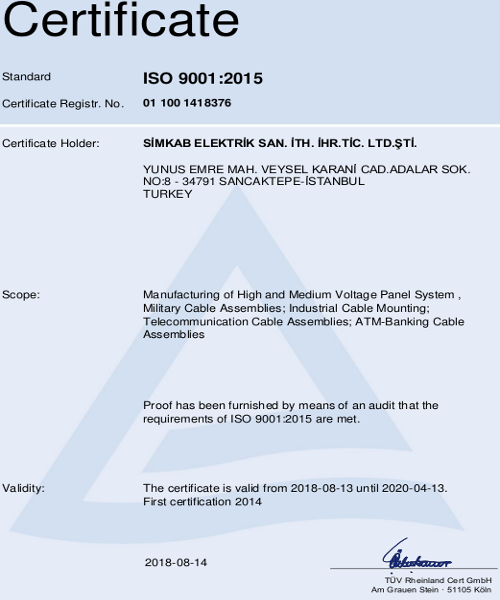 Certificate
Standard
ISO 9001:2015
Certificate Registr. No.
01 100 1418376
Certificate Holder:
SİMKAB ELEKTRİK SAN. İTH. İHR.TİC. LTD.ŞTİ.
YUNUS EMRE MAH. VEYSEL KARANİ CAD.ADALAR SOK.
NO:8 - 34791 SANCAKTEPE-İSTANBUL
TURKEY
Scope:
Manufacturing of High and Medium Voltage Panel System ,
Military Cable Assemblies; Industrial Cable Mounting;
Telecommunication Cable Assemblies; ATM-Banking Cable
Assemblies
Proof has been furnished by means of an audit that the
requirements of ISO 9001:2015 are met.
Validity:
The certificate is valid from 2018-08-13 until 2020-04-13.
First certification 2014
2018-08-14
TÜV Rheinland Cert GmbH
Am Grauen Stein · 51105 Köln